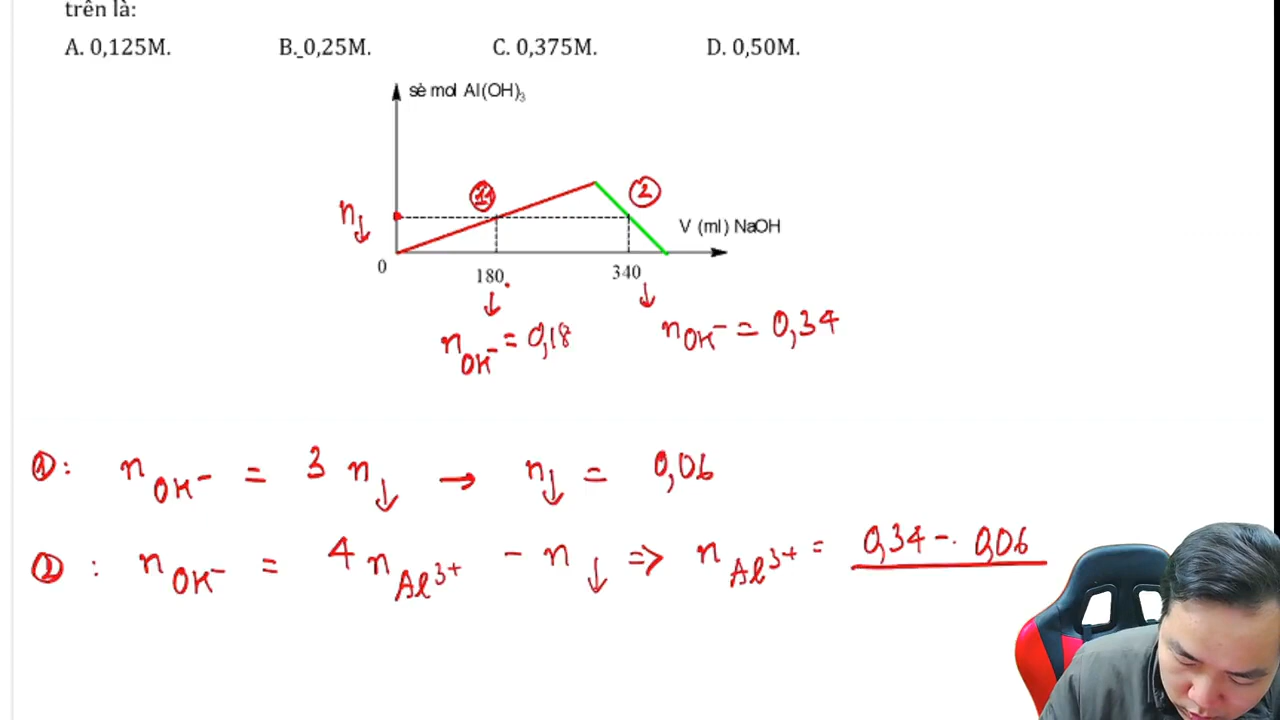 trên là:
A. 0,125M. B. 0,25M. C. 0,375M. D. 0,50M.
sè mol Al(OH)3
n↓
1
2
V (ml) NaOH
0
180
340
↓
↓
nOH- = 0,18
nOH- = 0,34
1: nOH- = 3 n↓ → n↓ = 0,06
2: nOH- = 4 nAl3+ - n↓ => nAl3+ = 0,34 - 0,06